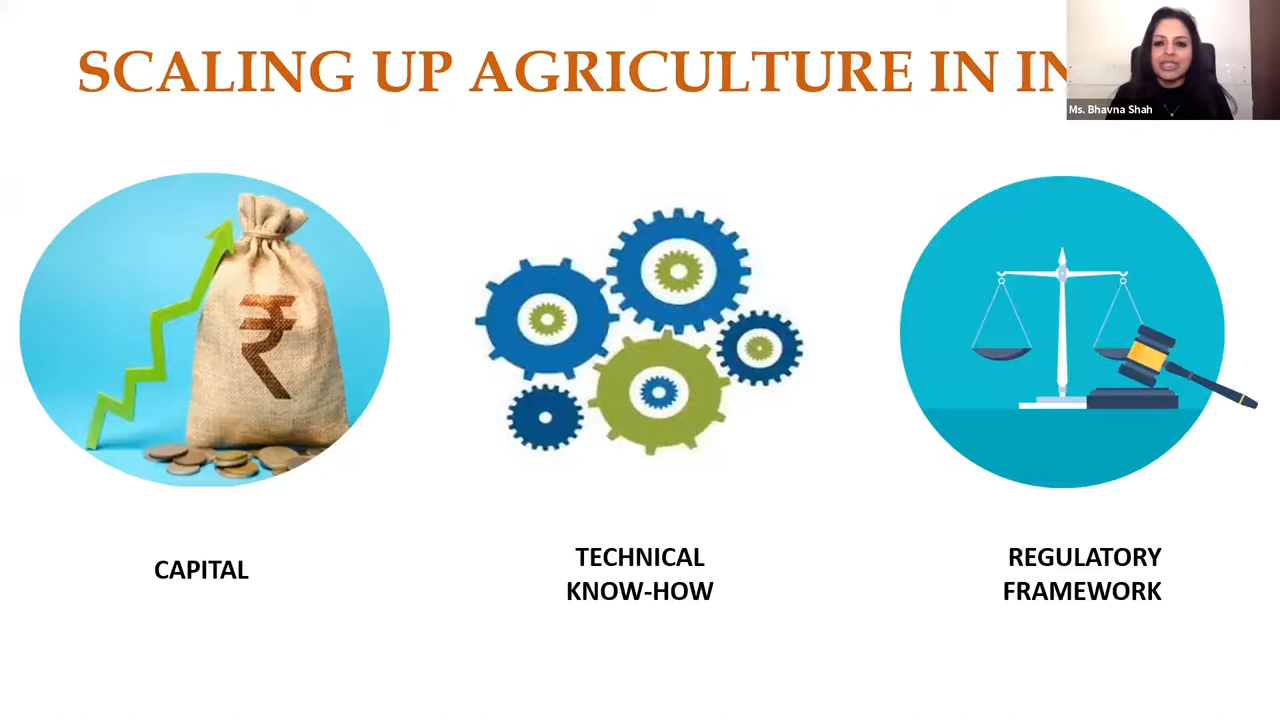 SCALING UP AGRICULTURE IN IN
Ms. Bhavna Shah
₹
CAPITAL
TECHNICAL
KNOW-HOW
REGULATORY
FRAMEWORK